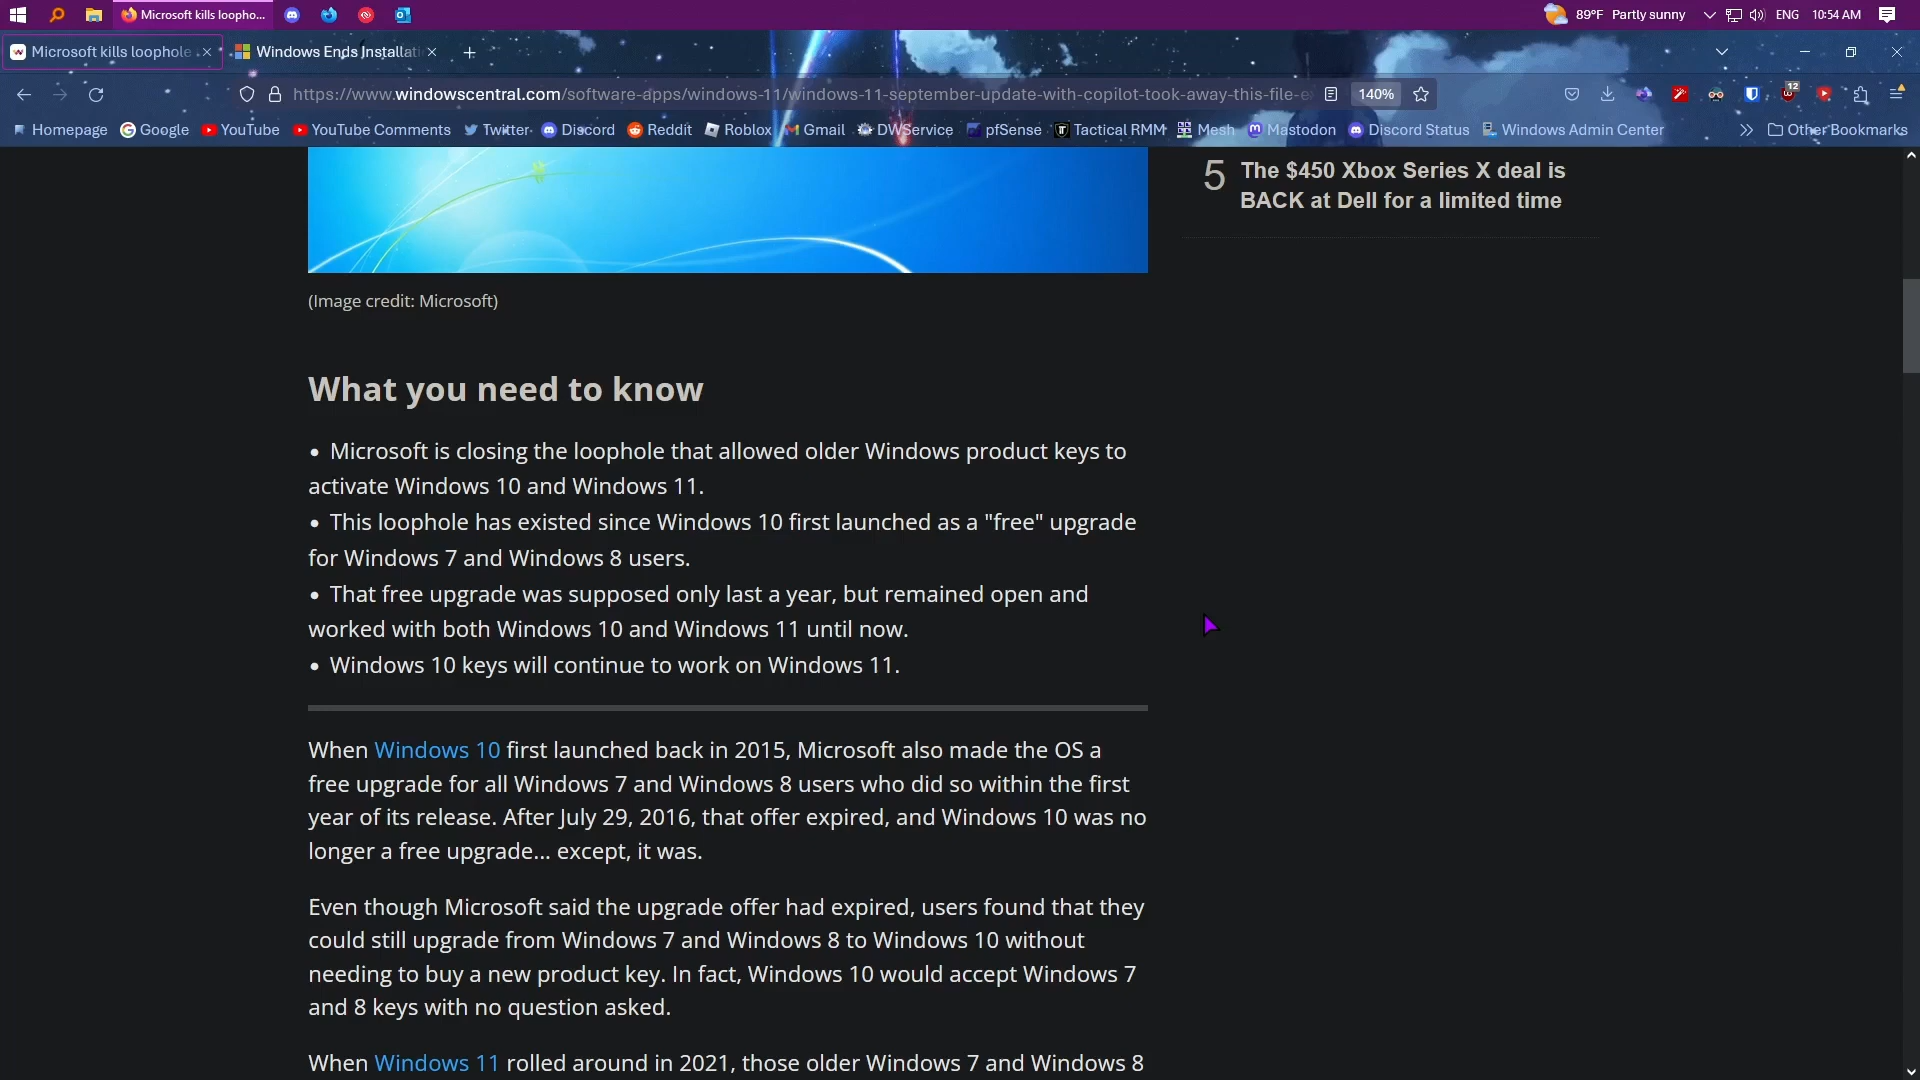 Microsoft kills loopho...
89°F Partly sunny
ENG
10:54 AM
Microsoft kills loophole
Windows Ends Installati
https://www.windowscentral.com/software-apps/windows-11/windows-11-september-update-with-copilot-took-away-this-file-e
140%
12
Homepage
Google
YouTube
YouTube Comments
Twitter
Discord
Reddit
Roblox
Gmail
DWService
pfSense
Tactical RMM
Mesh
Mastodon
Discord Status
Windows Admin Center
Other Bookmarks
5
The $450 Xbox Series X deal is
BACK at Dell for a limited time
(Image credit: Microsoft)
What you need to know
• Microsoft is closing the loophole that allowed older Windows product keys to
activate Windows 10 and Windows 11.
• This loophole has existed since Windows 10 first launched as a "free" upgrade
for Windows 7 and Windows 8 users.
• That free upgrade was supposed only last a year, but remained open and
worked with both Windows 10 and Windows 11 until now.
• Windows 10 keys will continue to work on Windows 11.
When Windows 10 first launched back in 2015, Microsoft also made the OS a
free upgrade for all Windows 7 and Windows 8 users who did so within the first
year of its release. After July 29, 2016, that offer expired, and Windows 10 was no
longer a free upgrade... except, it was.
Even though Microsoft said the upgrade offer had expired, users found that they
could still upgrade from Windows 7 and Windows 8 to Windows 10 without
needing to buy a new product key. In fact, Windows 10 would accept Windows 7
and 8 keys with no question asked.
When Windows 11 rolled around in 2021, those older Windows 7 and Windows 8